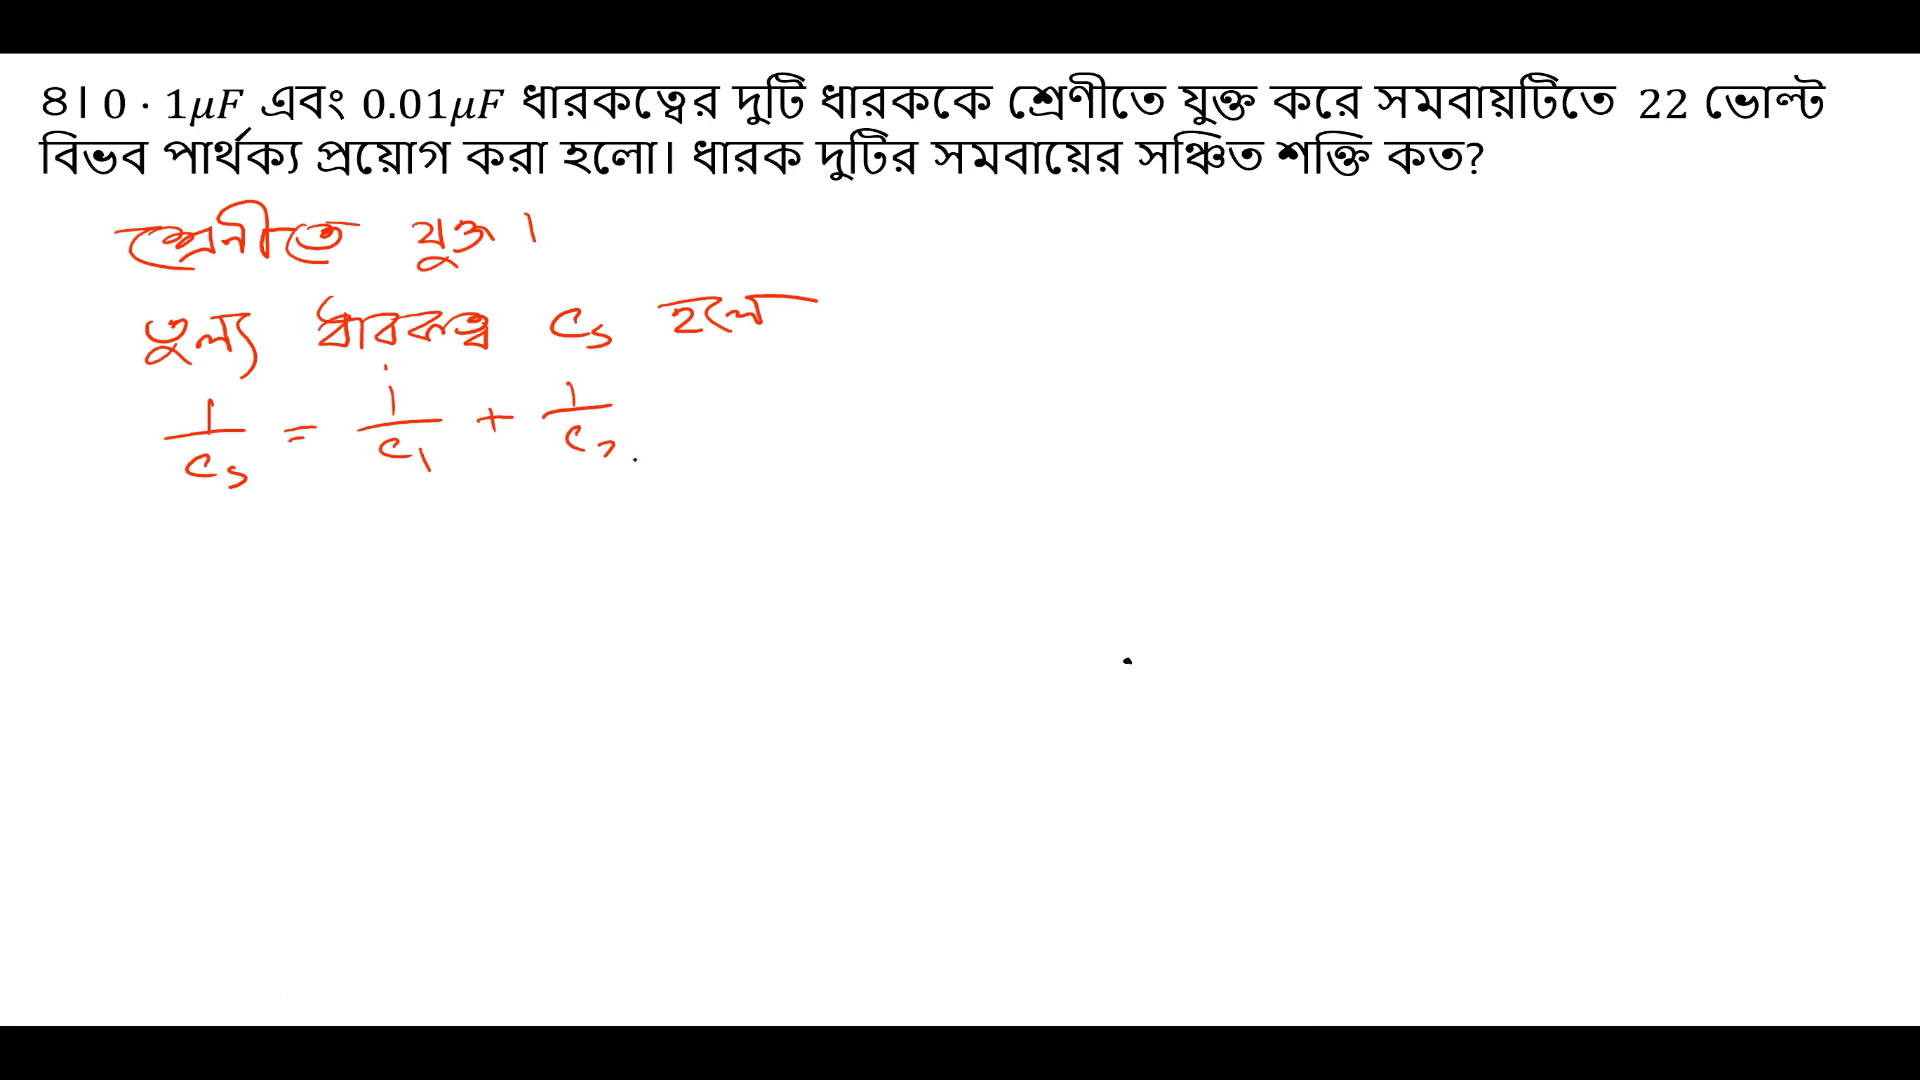 ৪। 0 · 1μF এবং 0.01μF ধারকত্বের দুটি ধারককে শ্রেণীতে যুক্ত করে সমবায়টিতে 22 ভোল্ট
বিভব পার্থক্য প্রয়োগ করা হলো। ধারক দুটির সমবায়ের সঞ্চিত শক্তি কত?
শ্রেনীতে যুক্ত।
তুল্য ধারকত্ব Cs হলে
1/Cs = 1/C1 + 1/C2